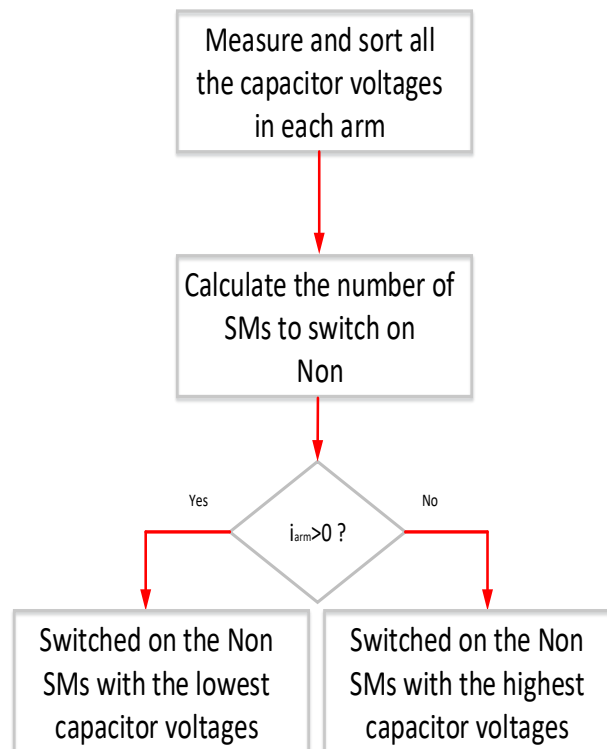 Measure and sort all
the capacitor voltages
in each arm
Calculate the number of
SMs to switch on
Non
Yes
No
iarm>0 ?
Switched on the Non
SMs with the lowest
capacitor voltages
Switched on the Non
SMs with the highest
capacitor voltages